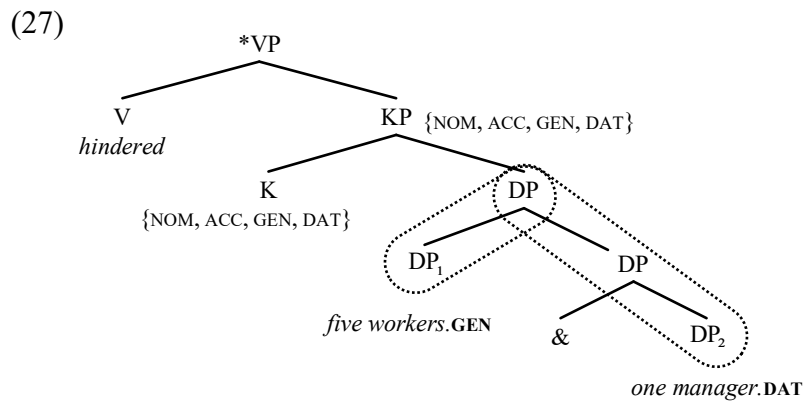 (27)
*VP
V KP {NOM, ACC, GEN, DAT}
hindered
K DP
{NOM, ACC, GEN, DAT}
DP₁ DP
five workers.GEN & DP₂
one manager.DAT